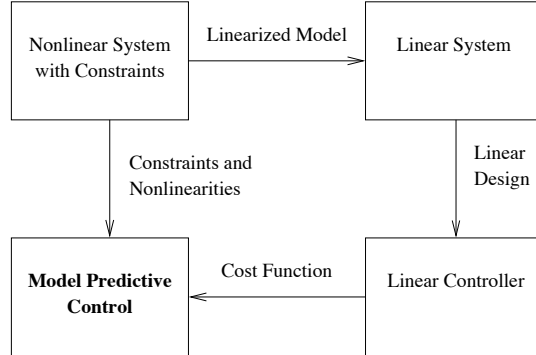 Nonlinear System
with Constraints
Linearized Model
Linear System
Constraints and
Nonlinearities
Linear
Design
Model Predictive
Control
Cost Function
Linear Controller